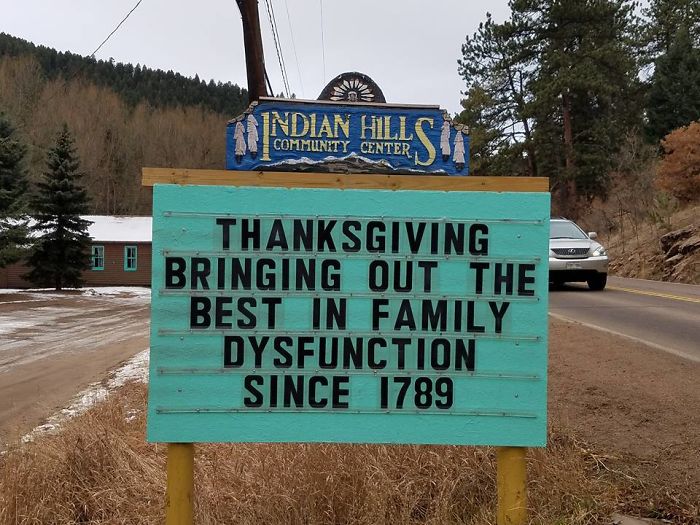 INDIAN HILLS
COMMUNITY CENTER
THANKSGIVING
BRINGING OUT THE
BEST IN FAMILY
DYSFUNCTION
SINCE 1789